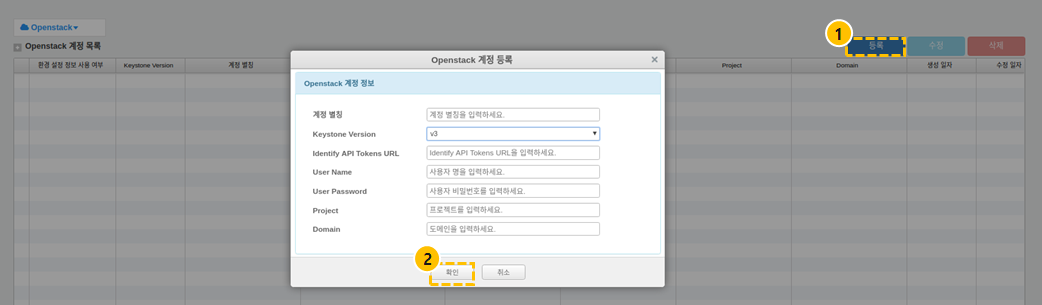 Openstack
Openstack 계정 목록
1
등록
수정
삭제
환경 설정 정보 사용 여부
Keystone Version
계정 별칭
Project
Domain
생성 일자
수정 일자
Openstack 계정 등록
Openstack 계정 정보
계정 별칭
계정 별칭을 입력하세요.
Keystone Version
v3
Identify API Tokens URL
Identify API Tokens URL을 입력하세요.
User Name
사용자 명을 입력하세요.
User Password
사용자 비밀번호를 입력하세요.
Project
프로젝트를 입력하세요.
Domain
도메인을 입력하세요.
2
확인
취소